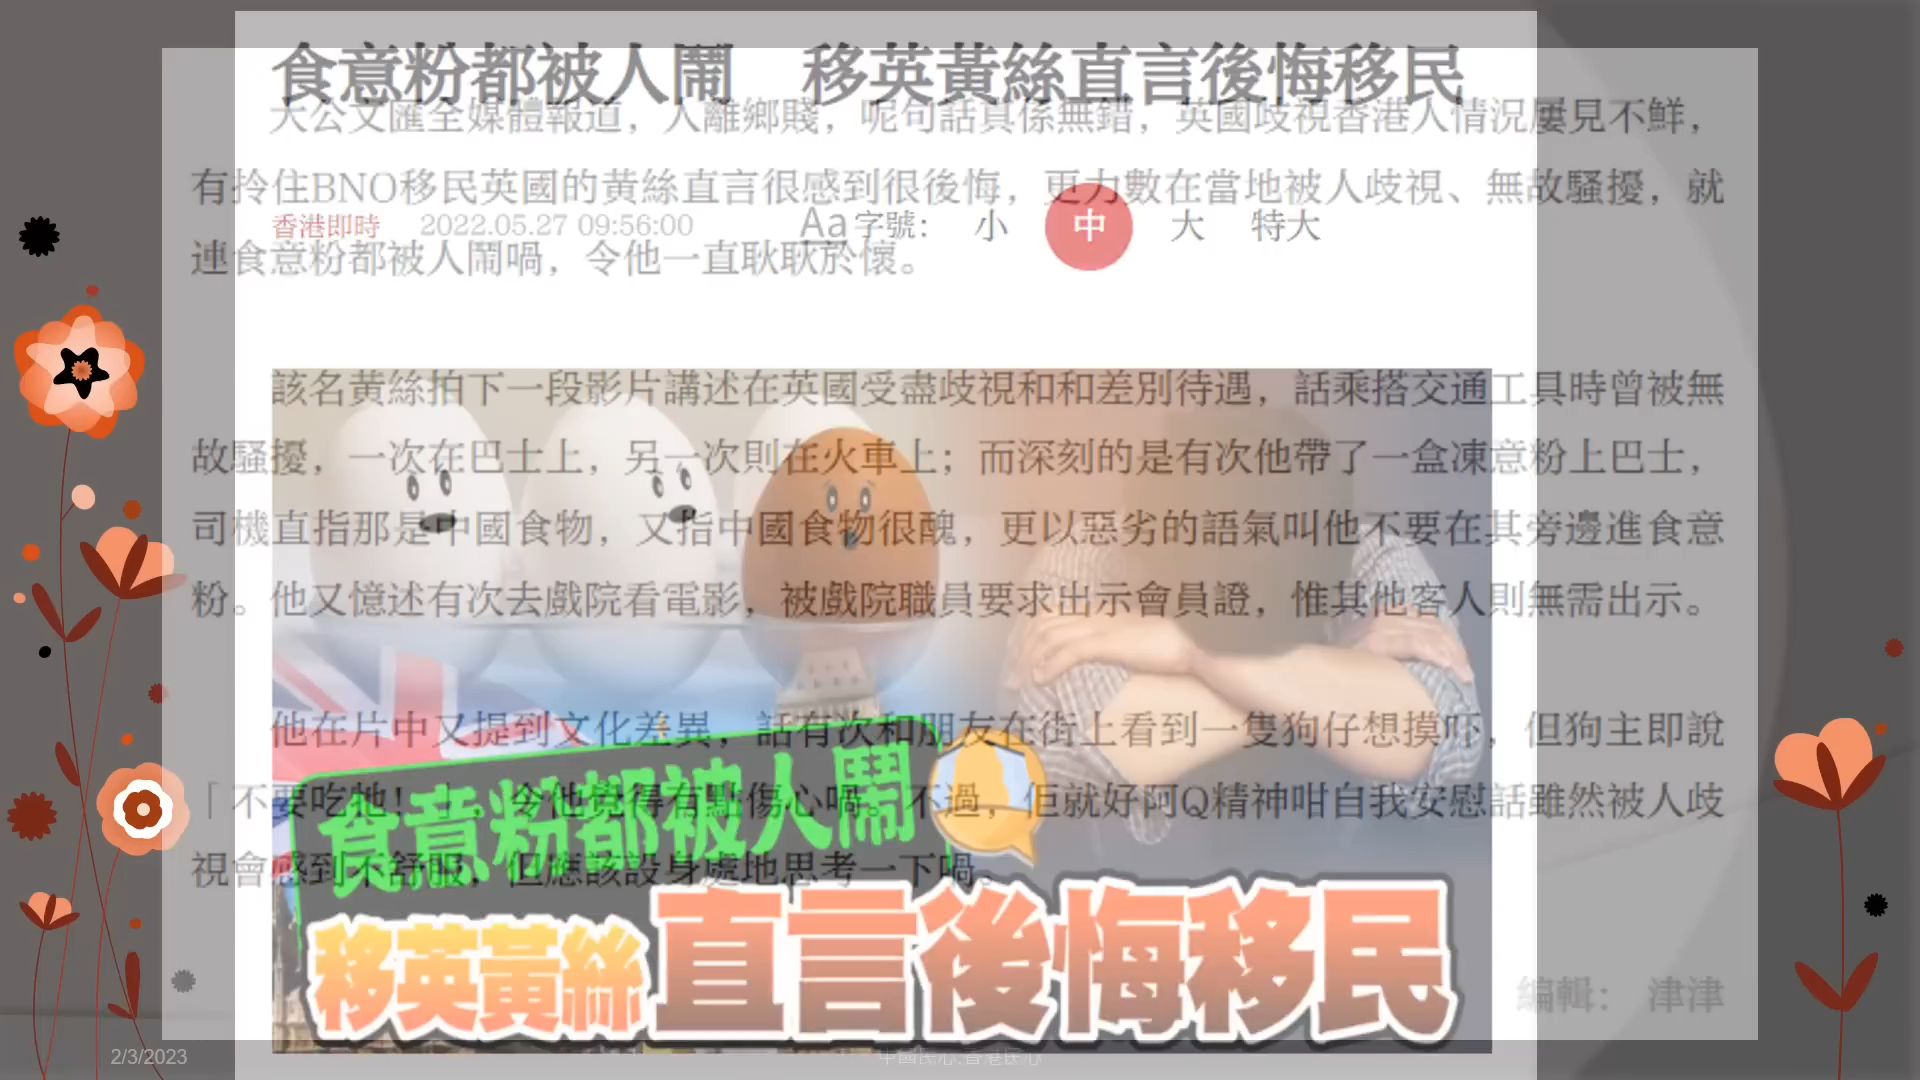 食意粉都被人鬧 移英黃絲直言後悔移民
大公文匯全媒體報道，人離鄉賤，呢句話真係無錯，英國歧視香港人情況屢見不鮮，
有拎住BNO移民英國的黃絲直言很感到很後悔，更力數在當地被人歧視、無故騷擾，就
香港即時 2022.05.27 09:56:00 Aa字號： 小 中 大 特大
連食意粉都被人鬧喎，令他一直耿耿於懷。
該名黃絲拍下一段影片講述在英國受盡歧視和和差別待遇，話乘搭交通工具時曾被無
故騷擾，一次在巴士上，另一次則在火車上；而深刻的是有次他帶了一盒凍意粉上巴士，
司機直指那是中國食物，又指中國食物很醜，更以惡劣的語氣叫他不要在其旁邊進食意
粉。他又憶述有次去戲院看電影，被戲院職員要求出示會員證，惟其他客人則無需出示。
他在片中又提到文化差異，話有次和朋友在街上看到一隻狗仔想摸吓，但狗主即說
「不要吃牠！」，令他覺得有點傷心喎。不過，佢就好阿Q精神咁自我安慰話雖然被人歧
視會感到不舒服，但應該設身處地思考一下喎。
食意粉都被人鬧
移英黃絲直言後悔移民
編輯： 津津
2/3/2023
中國民心.香港民心